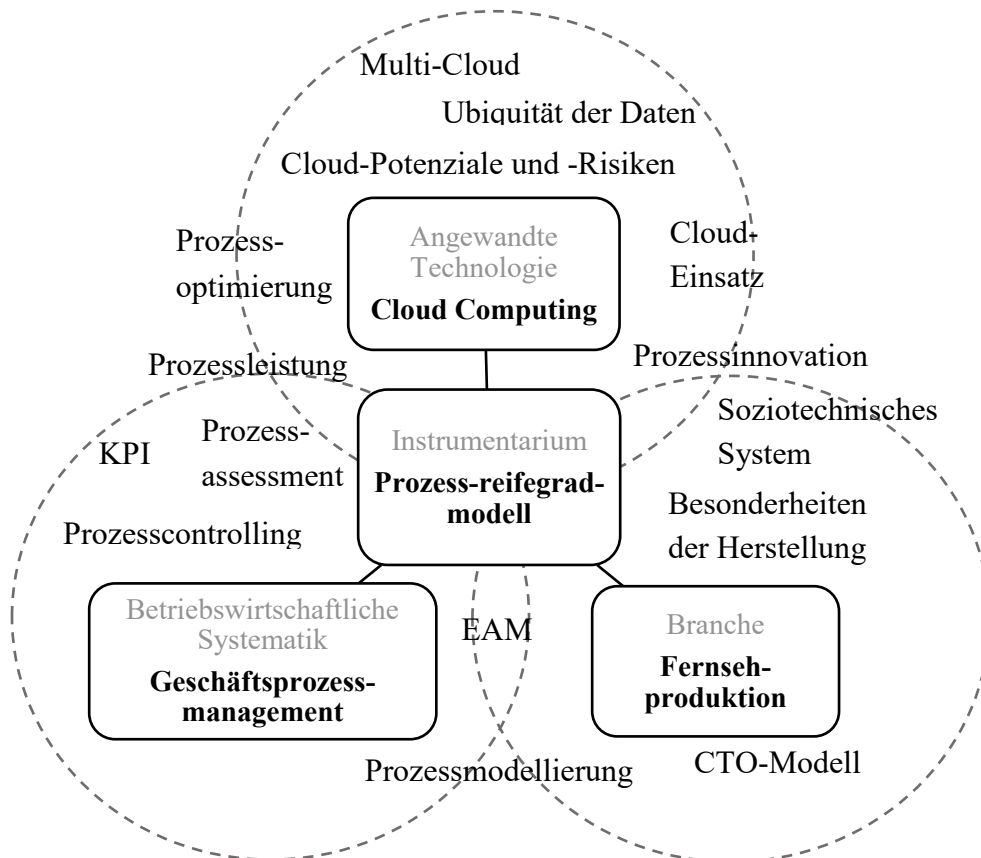 Multi-Cloud
Ubiquität der Daten
Cloud-Potenziale und -Risiken
Angewandte
Technologie
Cloud Computing
Prozess-
optimierung
Cloud-
Einsatz
Prozessleistung
Prozessinnovation
KPI
Prozess-
assessment
Instrumentarium
Prozess-reifegrad-
modell
Soziotechnisches
System
Prozesscontrolling
Besonderheiten
der Herstellung
Betriebswirtschaftliche
Systematik
Geschäftsprozess-
management
EAM
Branche
Fernseh-
produktion
Prozessmodellierung
CTO-Modell